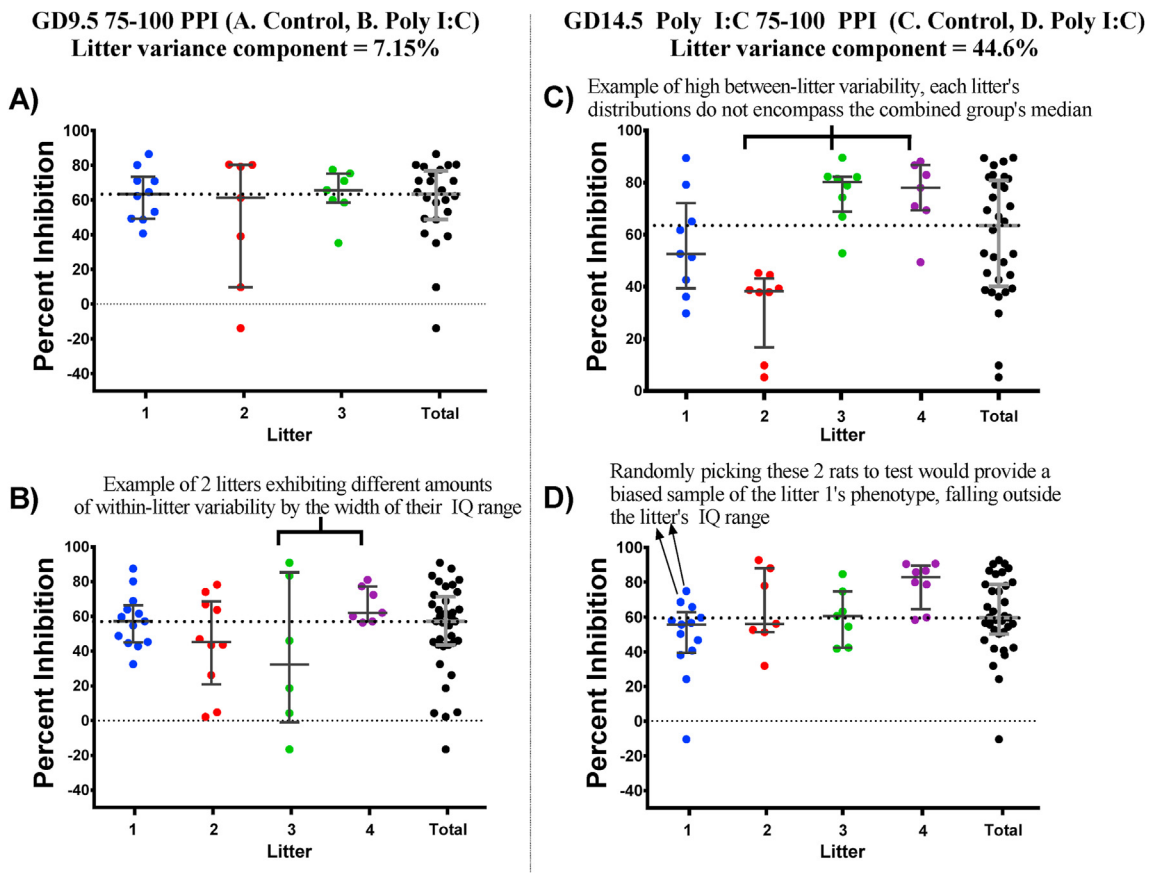 GD9.5 75-100 PPI (A. Control, B. Poly I:C)
Litter variance component = 7.15%
A)
100
80
60
40
20
0
-20
-40
Percent Inhibition
1 2 3 Total
Litter
B)
Example of 2 litters exhibiting different amounts
of within-litter variability by the width of their IQ range
100
80
60
40
20
0
-20
-40
Percent Inhibition
1 2 3 4 Total
Litter
GD14.5 Poly I:C 75-100 PPI (C. Control, D. Poly I:C)
Litter variance component = 44.6%
C)
Example of high between-litter variability, each litter's
distributions do not encompass the combined group's median
100
80
60
40
20
0
Percent Inhibition
1 2 3 4 Total
Litter
D)
Randomly picking these 2 rats to test would provide a
biased sample of the litter 1's phenotype, falling outside
the litter's IQ range
100
80
60
40
20
0
-20
-40
Percent Inhibition
1 2 3 4 Total
Litter